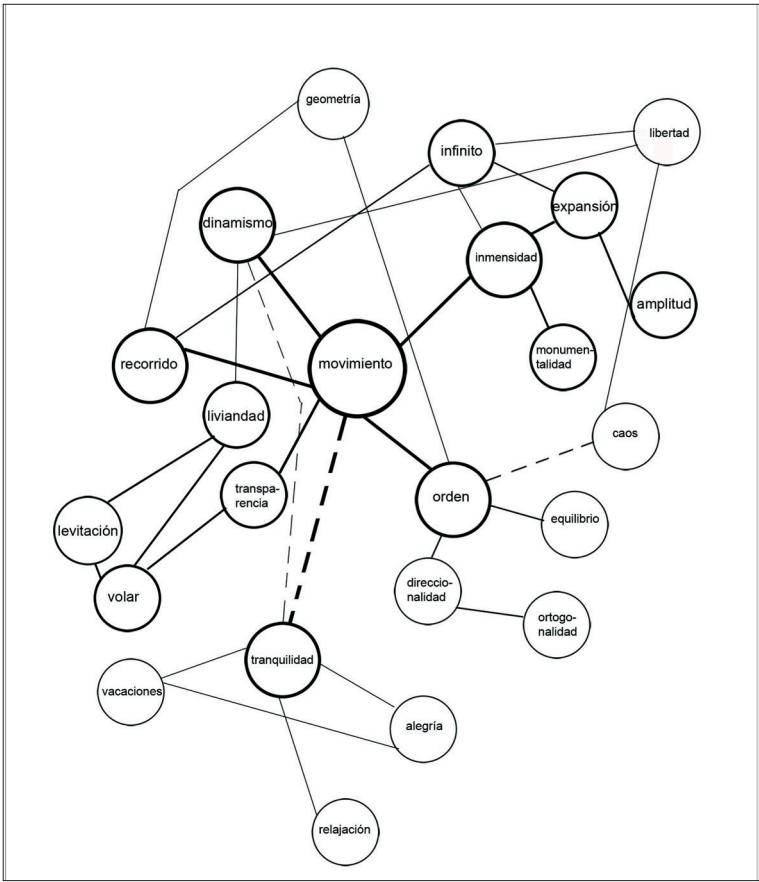 geometría
libertad
infinito
expansión
dinamismo
inmensidad
amplitud
monumen-
talidad
movimiento
recorrido
liviandad
caos
transpa-
rencia
orden
equilibrio
levitación
direccio-
nalidad
volar
ortogo-
nalidad
tranquilidad
vacaciones
alegría
relajación